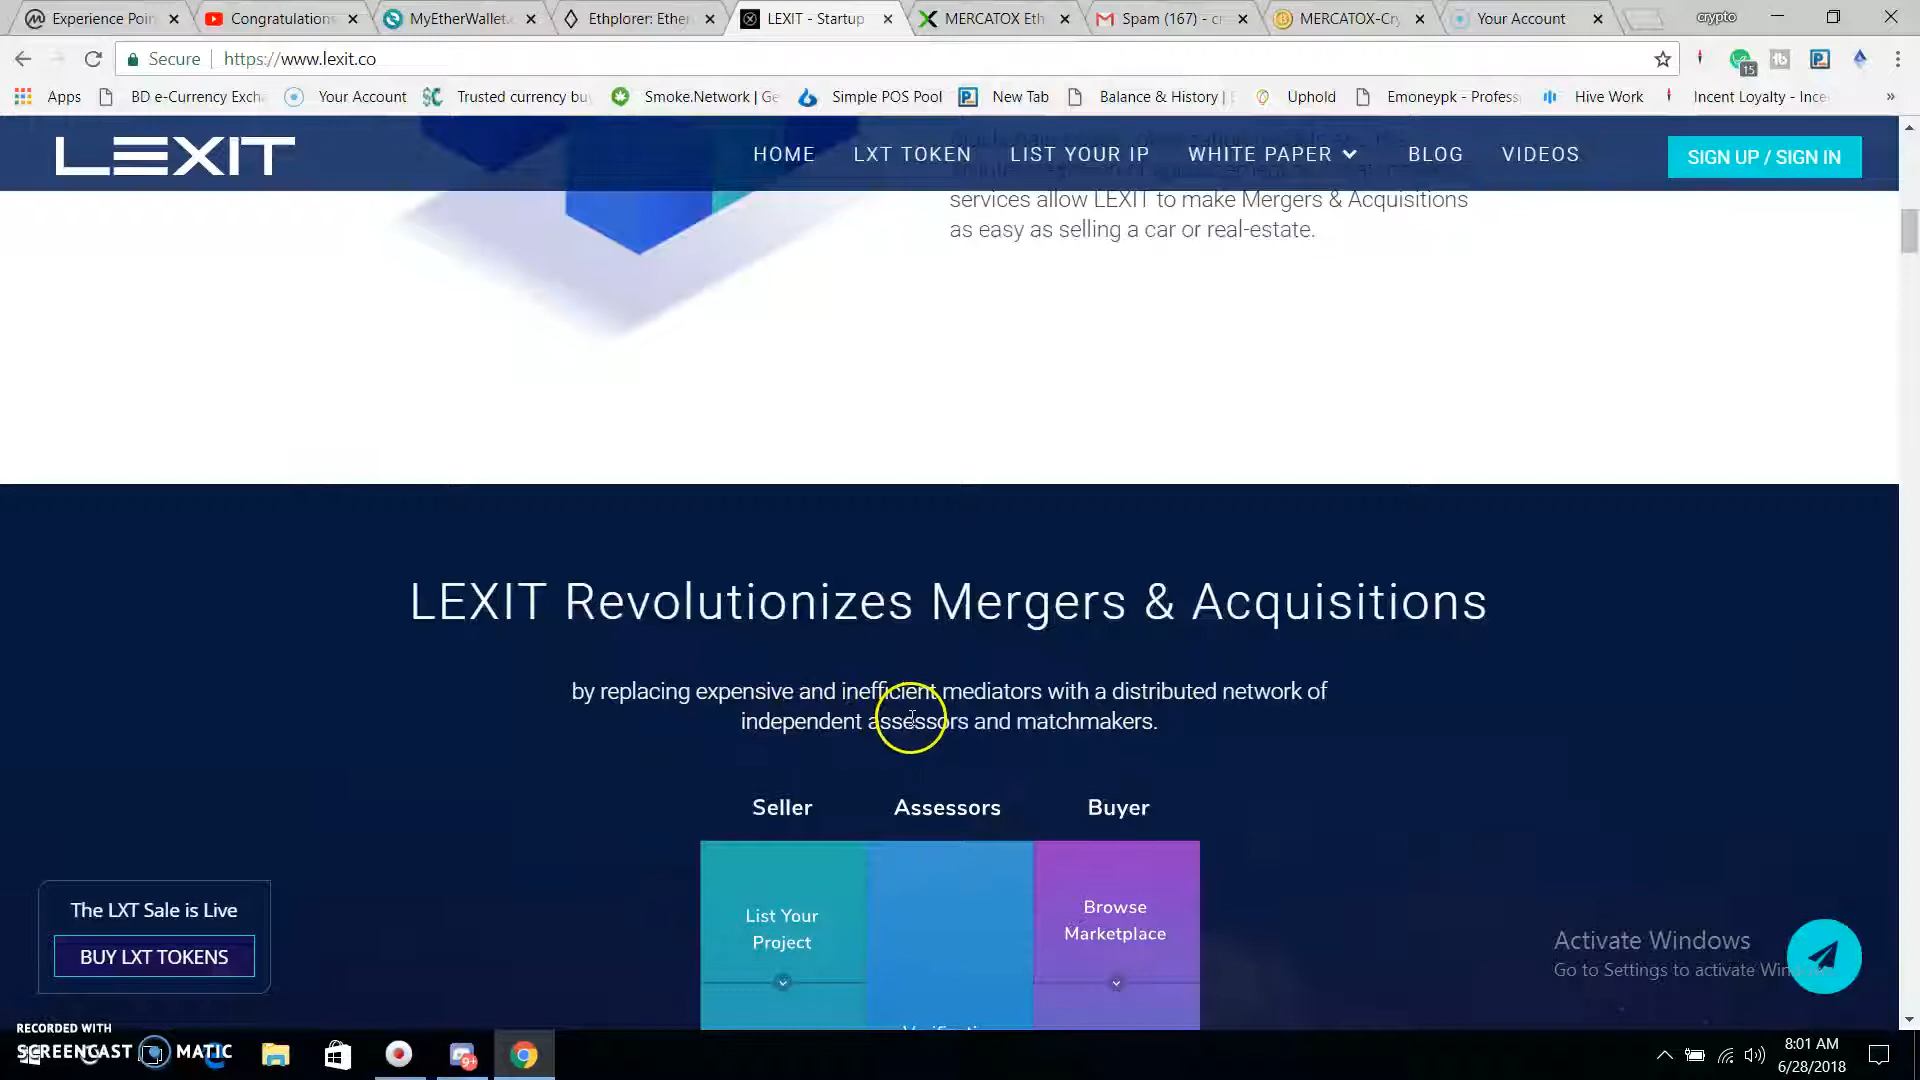 Experience Poin
Congratulations
MyEtherWallet.
Ethplorer: Ether
LEXIT - Startup
MERCATOX Eth
Spam (167) - cr
MERCATOX-Cry
Your Account
crypto
Secure
https://www.lexit.co
15
Apps
BD e-Currency Excha
Your Account
Trusted currency bu
Smoke.Network | Ge
Simple POS Pool
New Tab
Balance & History |
Uphold
Emoneypk - Profess
Hive Work
Incent Loyalty - Ince
LEXIT
HOME
LXT TOKEN
LIST YOUR IP
WHITE PAPER
BLOG
VIDEOS
SIGN UP / SIGN IN
services allow LEXIT to make Mergers & Acquisitions
as easy as selling a car or real-estate.
LEXIT Revolutionizes Mergers & Acquisitions
by replacing expensive and inefficient mediators with a distributed network of
independent assessors and matchmakers.
Seller
Assessors
Buyer
List Your
Project
Browse
Marketplace
The LXT Sale is Live
BUY LXT TOKENS
Activate Windows
Go to Settings to activate Win
RECORDED WITH
SCREENCAST MATIC
9+
8:01 AM
6/28/2018